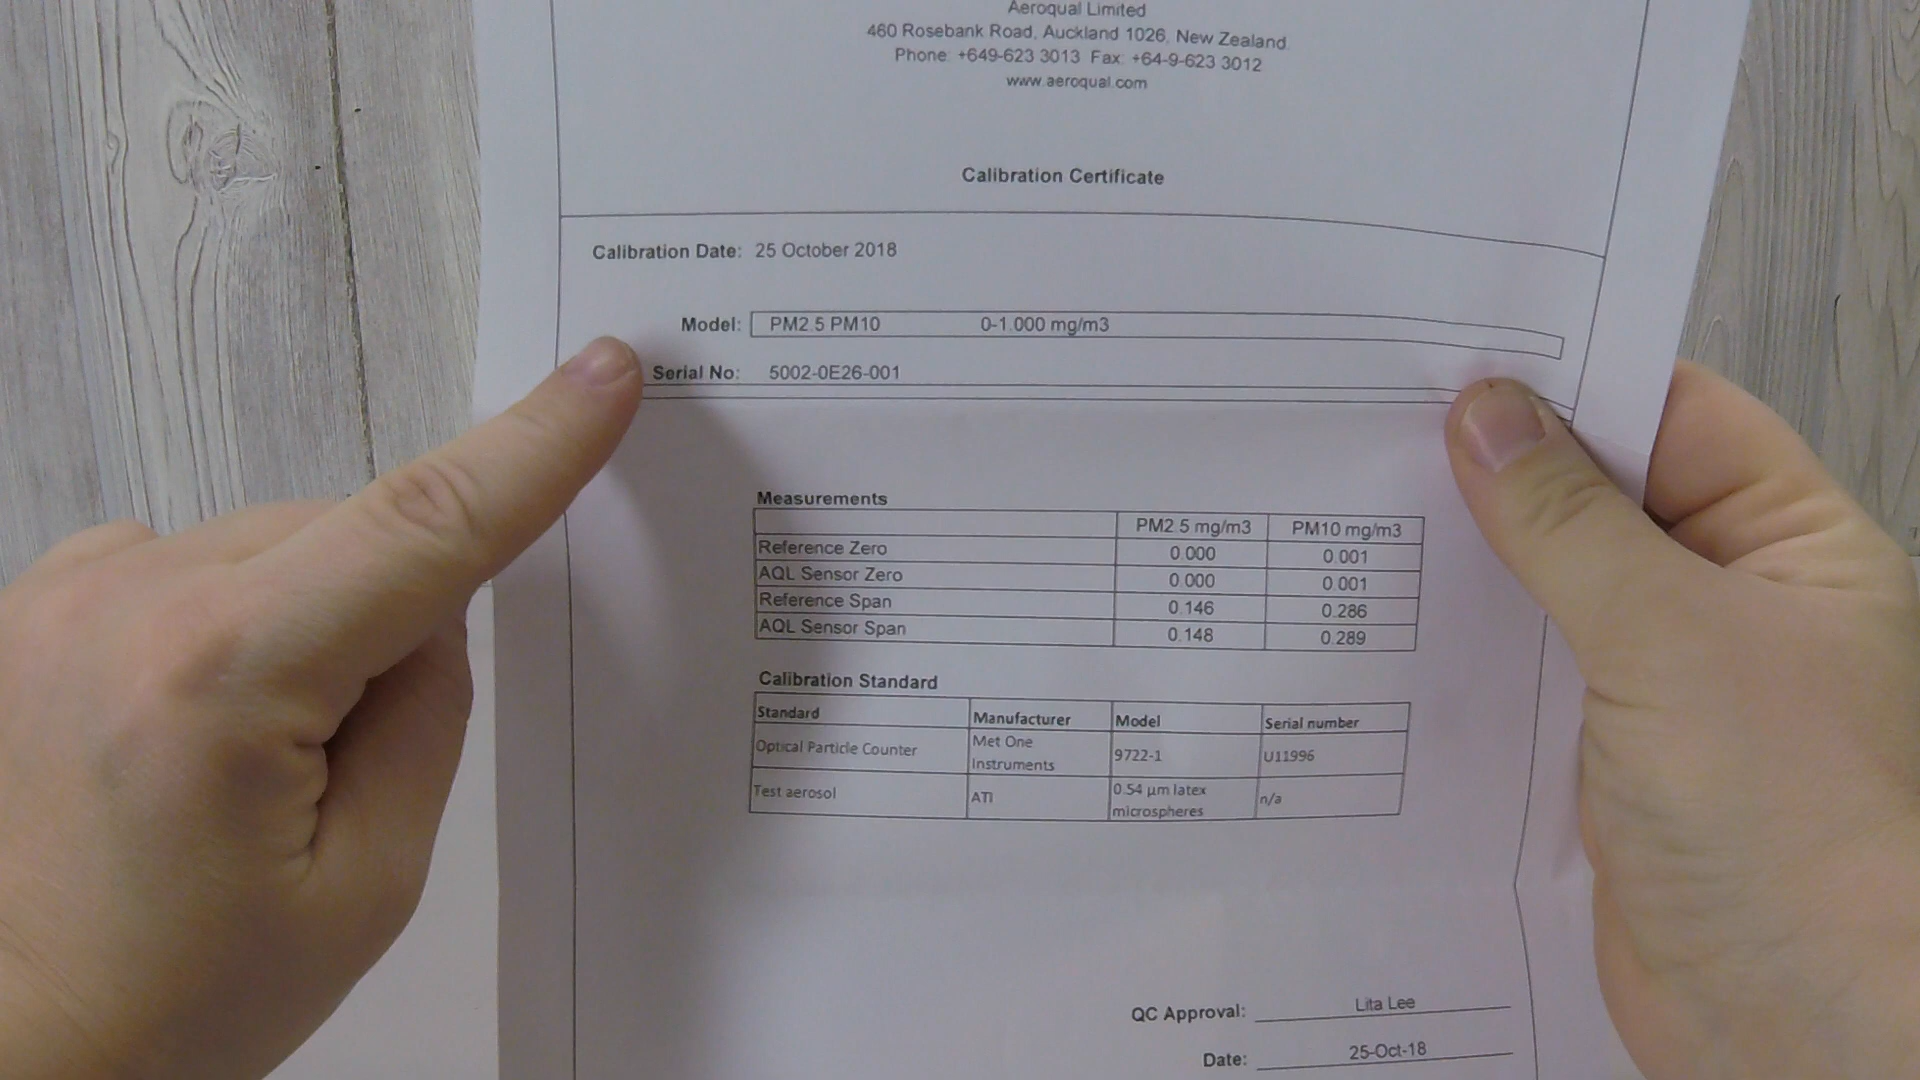 Aeroqual Limited
460 Rosebank Road, Auckland 1026, New Zealand.
Phone: +649-623 3013 Fax: +64-9-623 3012
www.aeroqual.com
Calibration Certificate
Calibration Date: 25 October 2018
Model: PM2.5 PM10 0-1.000 mg/m3
Serial No: 5002-0E26-001
Measurements
PM2.5 mg/m3 PM10 mg/m3
Reference Zero 0.000 0.001
AQL Sensor Zero 0.000 0.001
Reference Span 0.146 0.286
AQL Sensor Span 0.148 0.289
Calibration Standard
Standard Manufacturer Model Serial number
Optical Particle Counter Met One Instruments 9722-1 U11996
Test aerosol ATI 0.54 µm latex microspheres n/a
QC Approval: Lita Lee
Date: 25-Oct-18